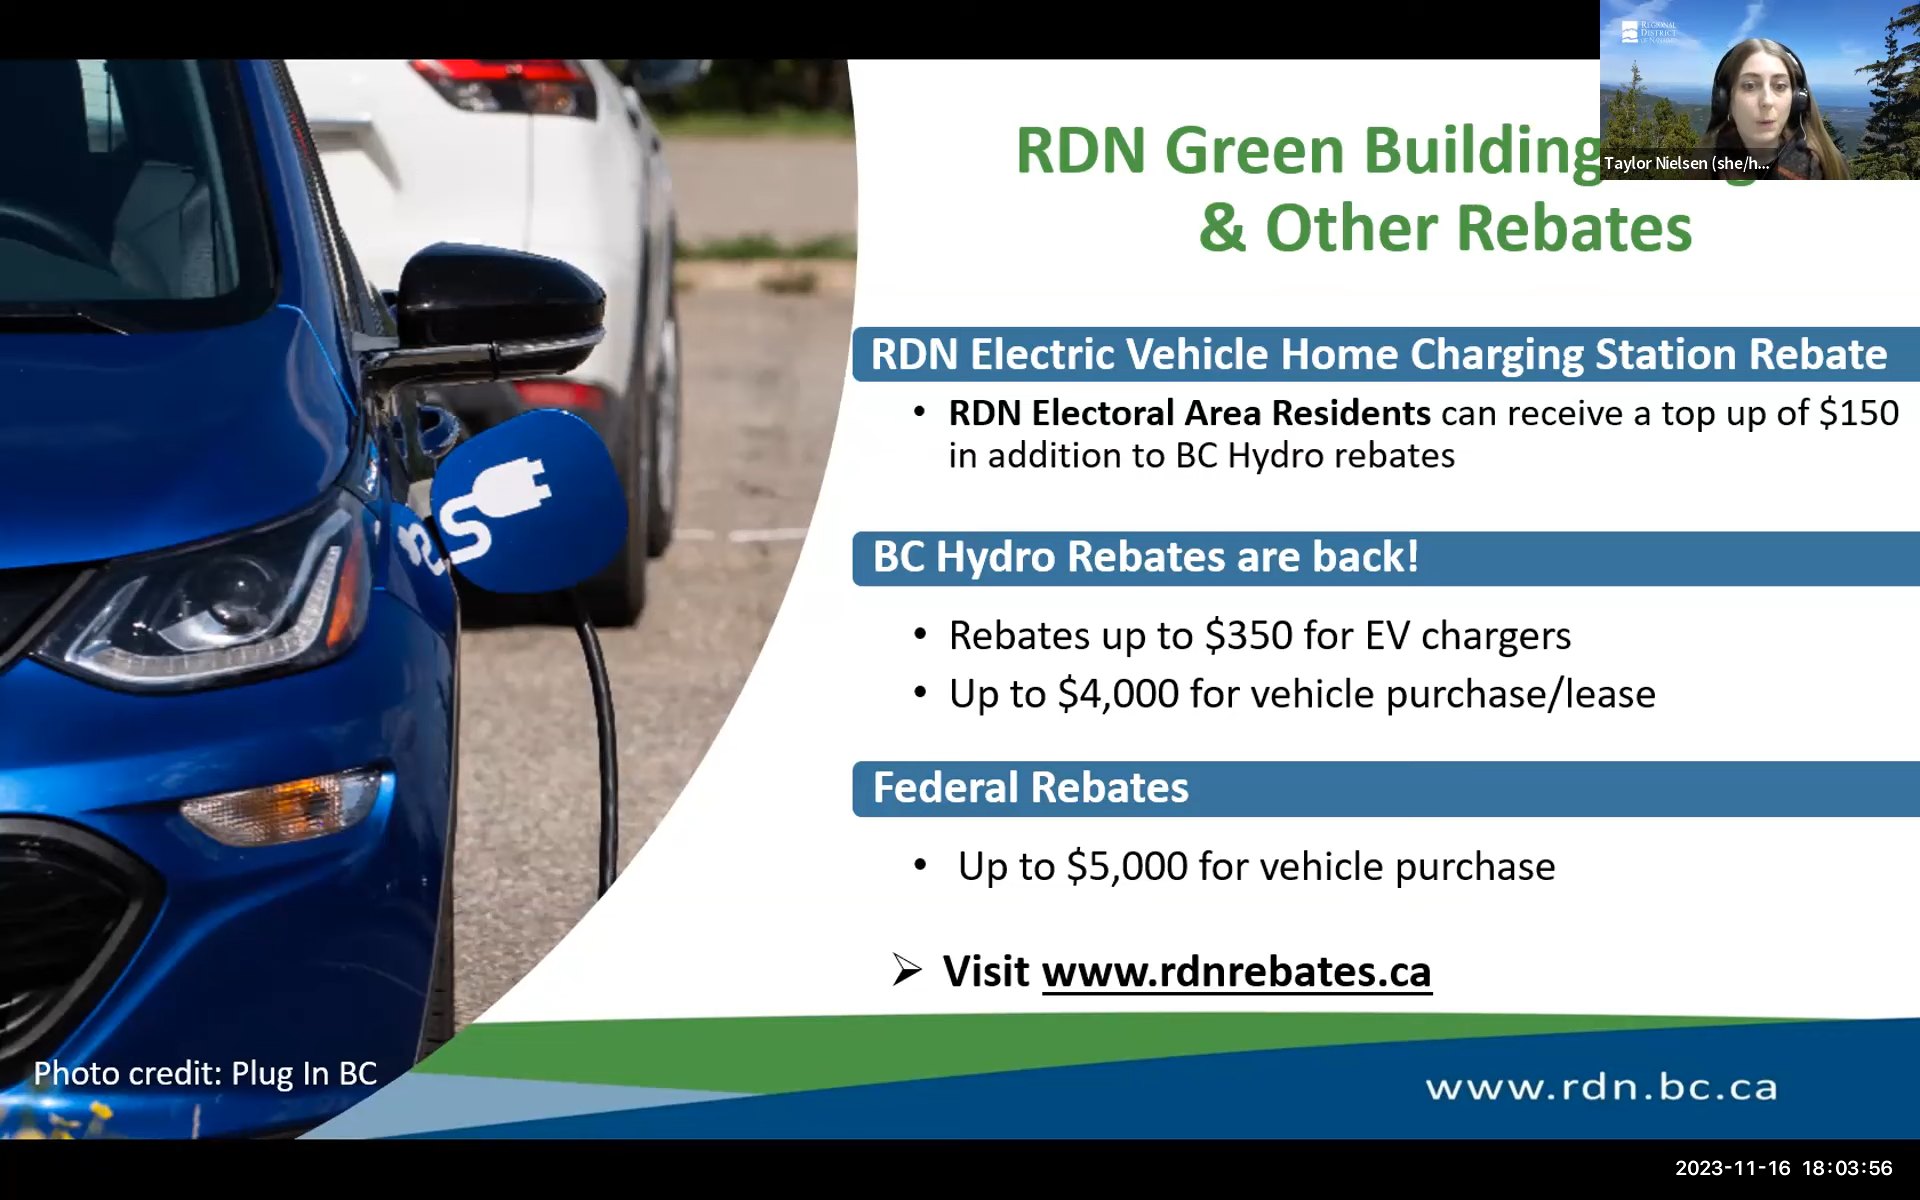 REGIONAL
DISTRICT
Taylor Nielsen (she/h...
RDN Green Building
& Other Rebates
RDN Electric Vehicle Home Charging Station Rebate
• RDN Electoral Area Residents can receive a top up of $150
in addition to BC Hydro rebates
BC Hydro Rebates are back!
• Rebates up to $350 for EV chargers
• Up to $4,000 for vehicle purchase/lease
Federal Rebates
• Up to $5,000 for vehicle purchase
➢ Visit www.rdnrebates.ca
Photo credit: Plug In BC
www.rdn.bc.ca
2023-11-16 18:03:56